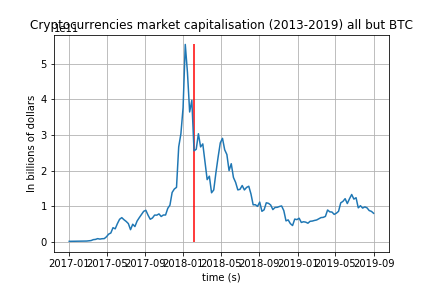 Cryptocurrencies market capitalisation (2013-2019) all but BTC
1e11
In billions of dollars
5
4
3
2
1
0
2017-01 2017-05 2017-09 2018-01 2018-05 2018-09 2019-01 2019-05 2019-09
time (s)